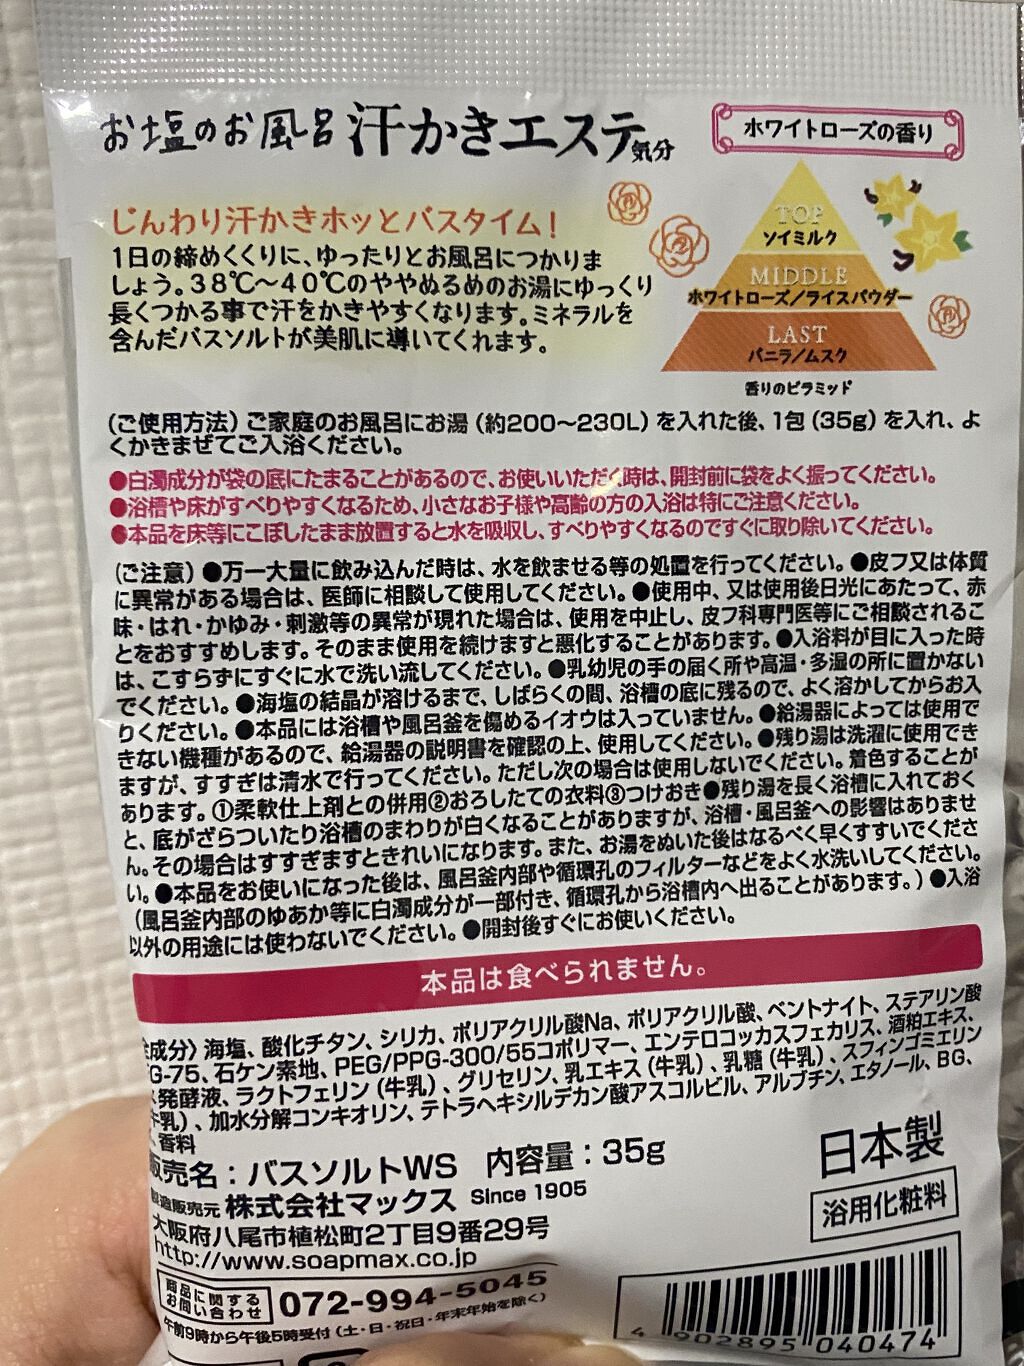 お塩のお風呂 汗かきエステ気分
ホワイトローズの香り
じんわり汗かきホッとバスタイム!
1日の締めくくりに、ゆったりとお風呂につかりま
しょう。38℃〜40℃のややぬるめのお湯にゆっくり
長くつかる事で汗をかきやすくなります。ミネラルを
含んだバスソルトが美肌に導いてくれます。
TOP
ソイミルク
MIDDLE
ホワイトローズ/ライスパウダー
LAST
バニラ/ムスク
香りのピラミッド
(ご使用方法) ご家庭のお風呂にお湯 (約200〜230L) を入れた後、1包 (35g) を入れ、よ
くかきまぜてご入浴ください。
●白濁成分が袋の底にたまることがあるので、お使いいただく時は、開封前に袋をよく振ってください。
●浴槽や床がすべりやすくなるため、小さなお子様や高齢の方の入浴は特にご注意ください。
●本品を床等にこぼしたまま放置すると水を吸収し、すべりやすくなるのですぐに取り除いてください。
(ご注意) ●万一大量に飲み込んだ時は、水を飲ませる等の処置を行ってください。●皮フ又は体質
に異常がある場合は、医師に相談して使用してください。●使用中、又は使用後日光にあたって、赤
味・はれ・かゆみ・刺激等の異常が現れた場合は、使用を中止し、皮フ科専門医等にご相談されるこ
とをおすすめします。そのまま使用を続けますと悪化することがあります。●入浴料が目に入った時
は、こすらずにすぐに水で洗い流してください。●乳幼児の手の届く所や高温・多湿の所に置かない
でください。●海塩の結晶が溶けるまで、しばらくの間、浴槽の底に残るので、よく溶かしてからお入
りください。●本品には浴槽や風呂釜を傷めるイオウは入っていません。●給湯器によっては使用で
きない機種があるので、給湯器の説明書を確認の上、使用してください。●残り湯は洗濯に使用でき
ますが、すすぎは清水で行ってください。ただし次の場合は使用しないでください。着色することが
あります。①柔軟仕上剤との併用②おろしたての衣料③つけおき●残り湯を長く浴槽に入れておく
と、底がざらついたり浴槽のまわりが白くなることがありますが、浴槽・風呂釜への影響はありませ
ん。その場合はすすぎますときれいになります。また、お湯をぬいた後はなるべく早くすすいでくださ
い。●本品をお使いになった後は、風呂釜内部や循環孔のフィルターなどをよく水洗いしてください。
(風呂釜内部のゆあか等に白濁成分が一部付き、循環孔から浴槽内へ出ることがあります。) ●入浴
以外の用途には使わないでください。●開封後すぐにお使いください。
本品は食べられません。
全成分〉海塩、酸化チタン、シリカ、ポリアクリル酸Na、ポリアクリル酸、ベントナイト、ステアリン酸
G-75、石ケン素地、PEG/PPG-300/55コポリマー、エンテロコッカスフェカリス、酒粕エキス、
発酵液、ラクトフェリン (牛乳) 、グリセリン、乳エキス (牛乳) 、乳糖 (牛乳) 、スフィンゴミエリン
牛乳) 、加水分解コンキオリン、テトラヘキシルデカン酸アスコルビル、アルブチン、エタノール、BG、
、香料
販売名:バスソルトWS 内容量:35g
製造販売元 株式会社マックス Since 1905
大阪府八尾市植松町2丁目9番29号
http://www.soapmax.co.jp
日本製
浴用化粧料
商品に関する
お問い合わせ
072-994-5045
午前9時から午後5時受付 (土・日・祝日・年末年始を除く)
4 902895 040474